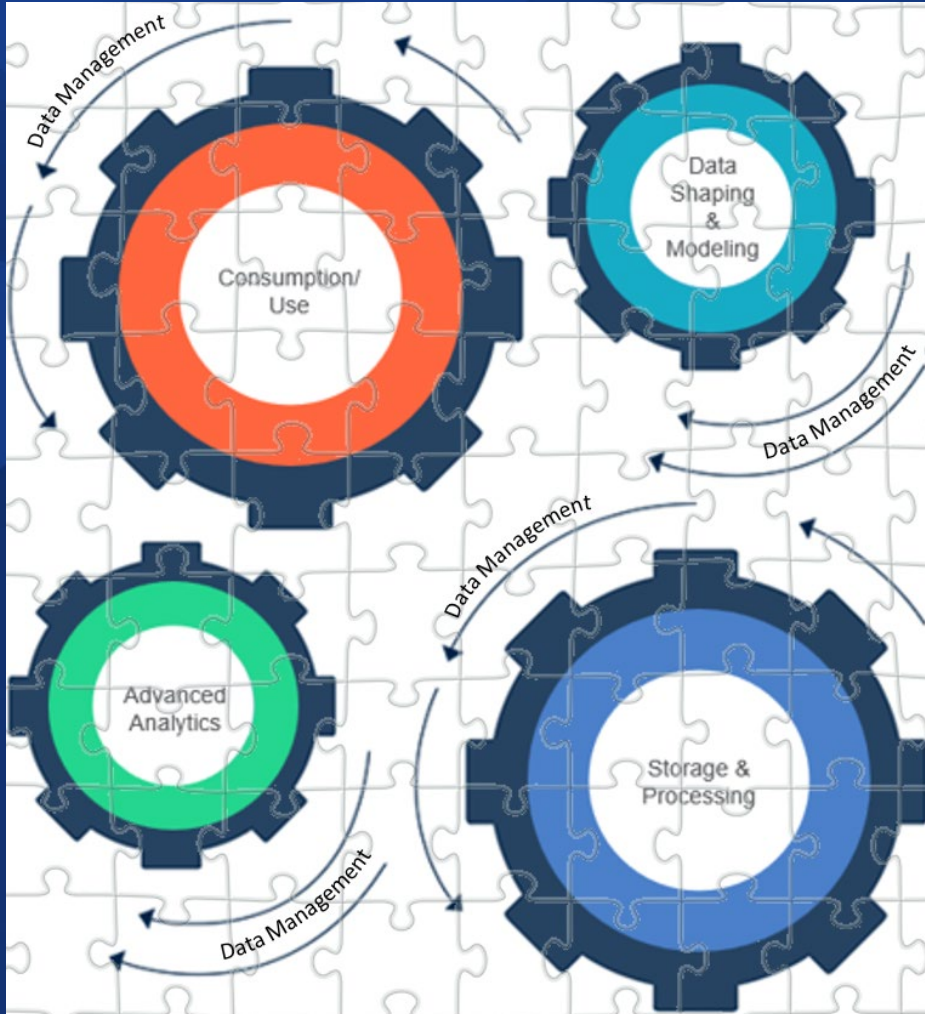 Data Management
Consumption/
Use
Data
Shaping
&
Modeling
Data Management
Data Management
Advanced
Analytics
Storage &
Processing
Data Management